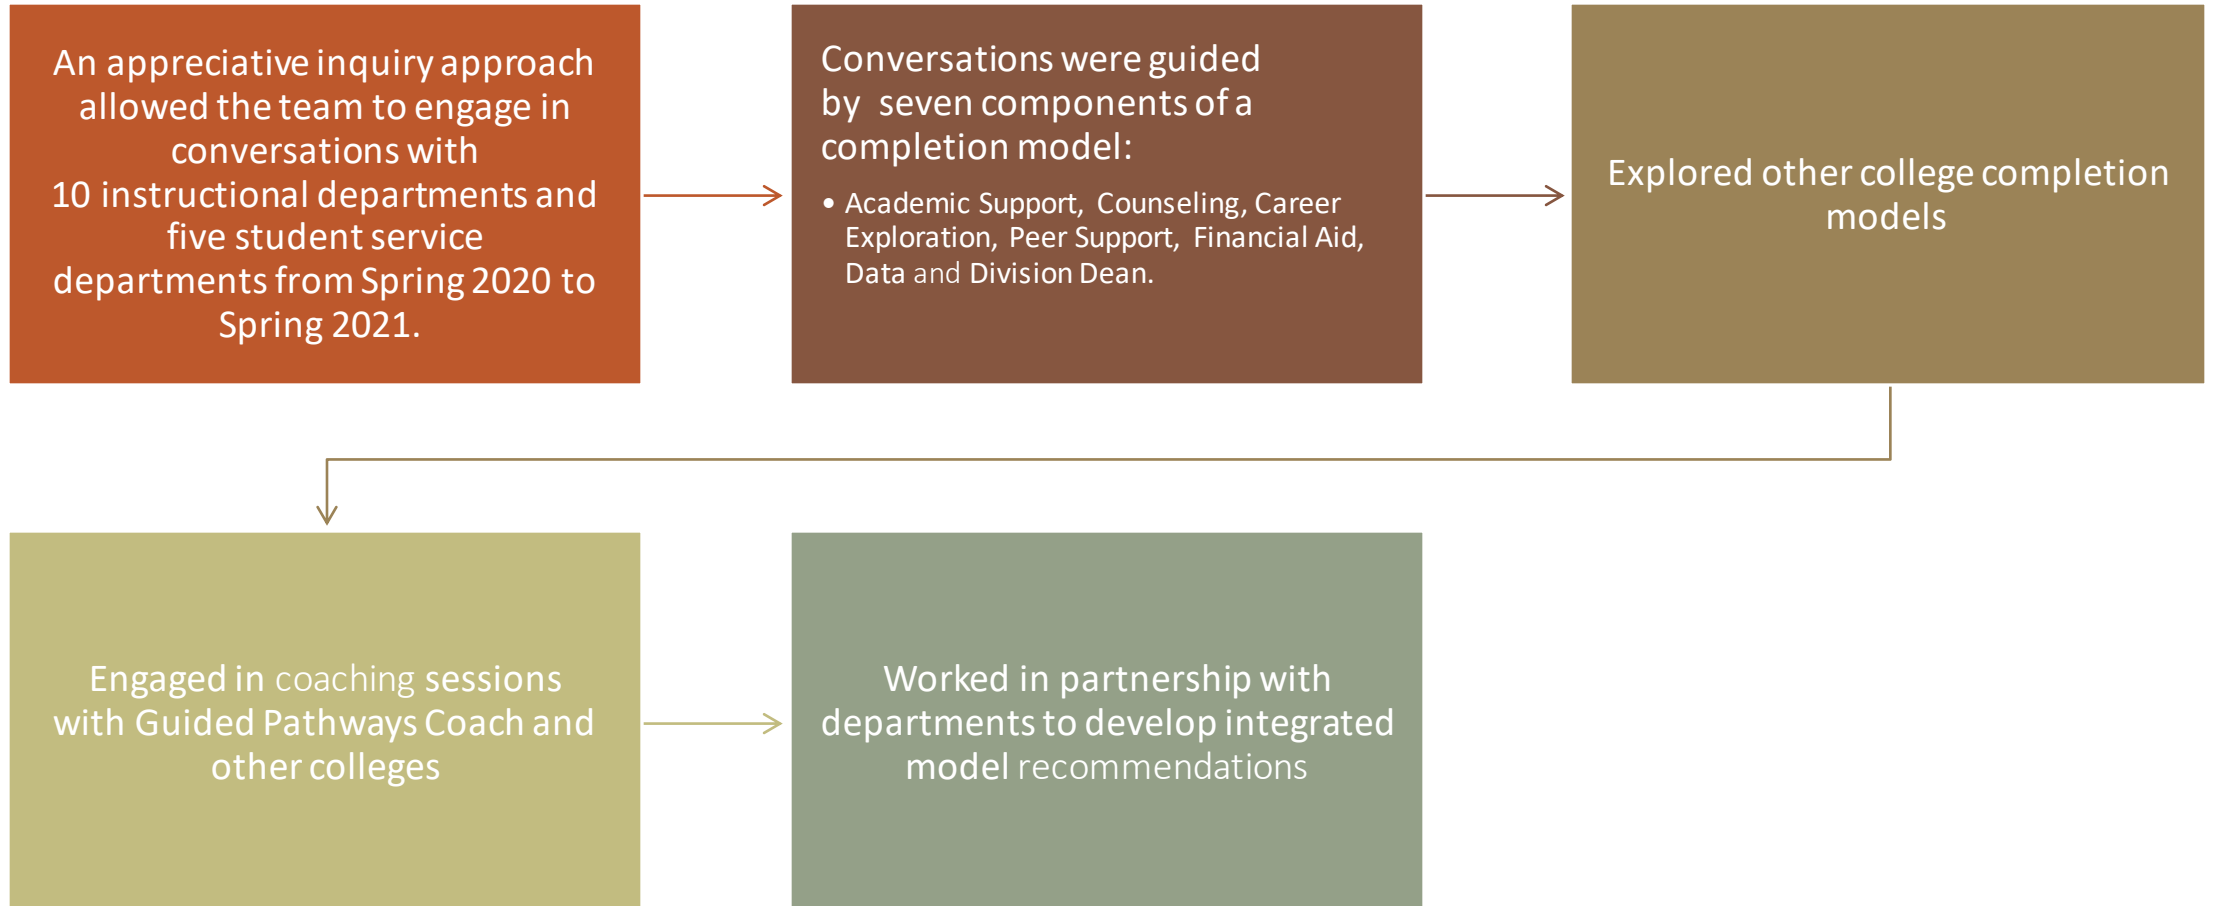 An appreciative inquiry approach
allowed the team to engage in
conversations with
10 instructional departments and
five student service
departments from Spring 2020 to
Spring 2021.
Conversations were guided
by seven components of a
completion model:
• Academic Support, Counseling, Career
Exploration, Peer Support, Financial Aid,
Data and Division Dean.
Explored other college completion
models
Engaged in coaching sessions
with Guided Pathways Coach and
other colleges
Worked in partnership with
departments to develop integrated
model recommendations